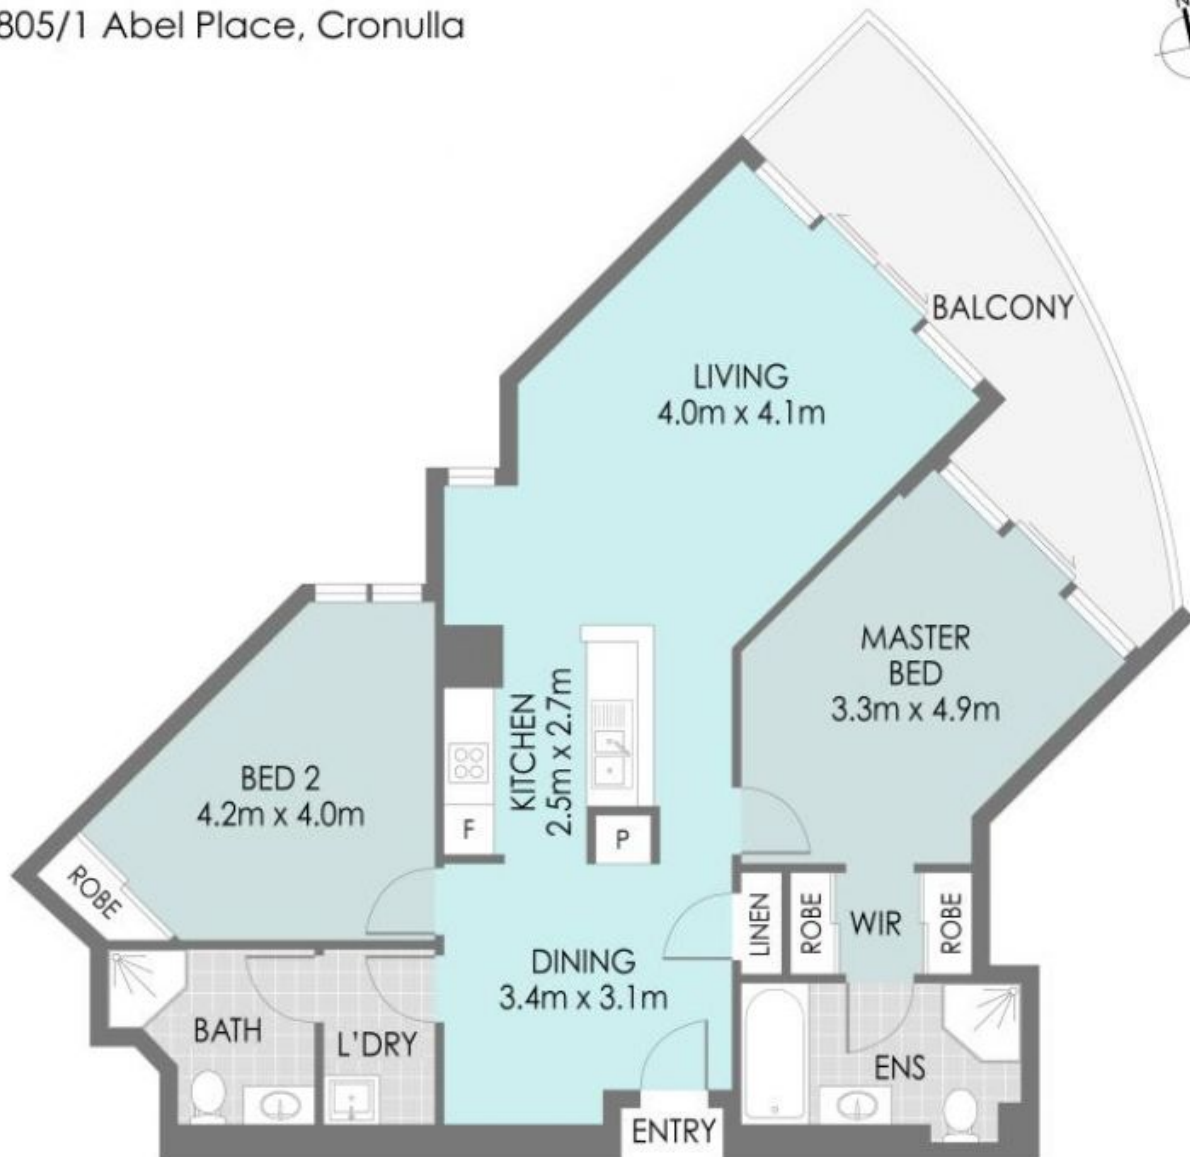 805/1 Abel Place, Cronulla
N
BALCONY
LIVING
4.0m x 4.1m
MASTER
BED
3.3m x 4.9m
KITCHEN
2.5m x 2.7m
BED 2
4.2m x 4.0m
F
P
ROBE
LINEN
ROBE
WIR
ROBE
DINING
3.4m x 3.1m
BATH
L'DRY
ENS
ENTRY